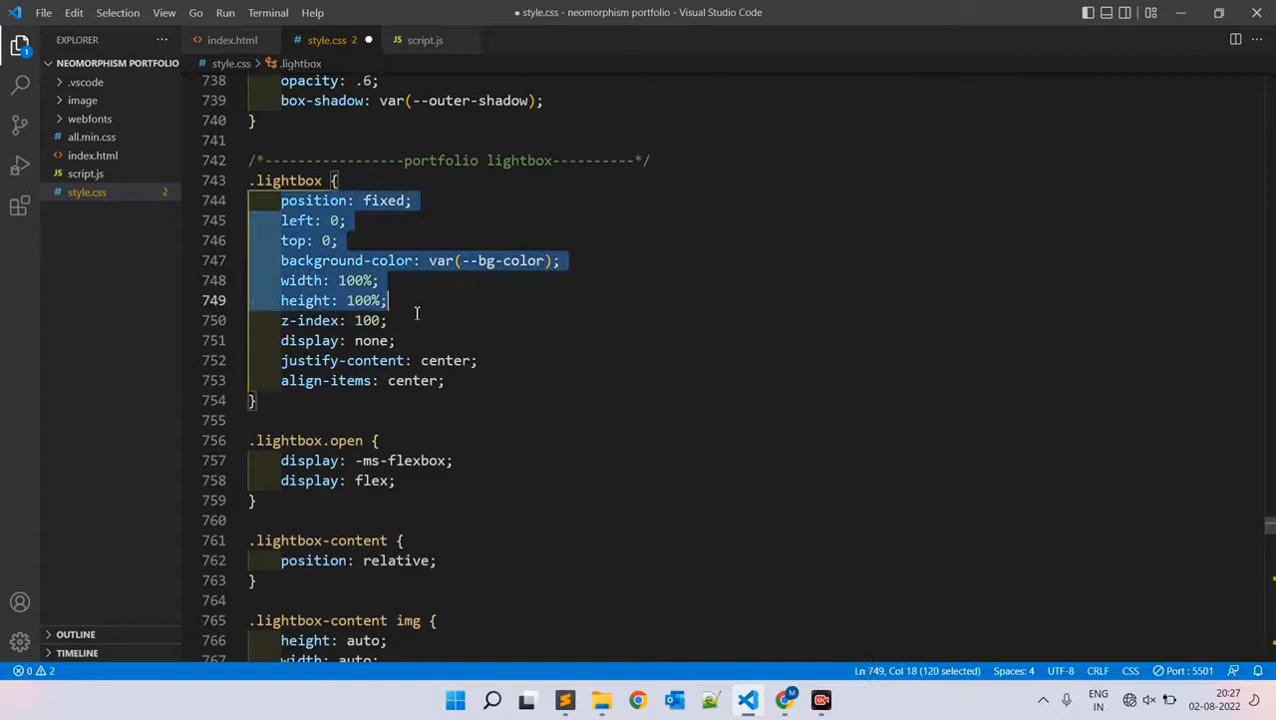 File Edit Selection View Go Run Terminal Help
● style.css - neomorphism portfolio - Visual Studio Code
EXPLORER ···
NEOMORPHISM PORTFOLIO
.vscode
image
webfonts
all.min.css
index.html
script.js
style.css 2
OUTLINE
TIMELINE
1
index.html style.css 2 ● script.js
style.css > .lightbox
738 opacity: .6;
739 box-shadow: var(--outer-shadow);
740 }
741
742 /*-----------------portfolio lightbox----------*/
743 .lightbox {
744 position: fixed;
745 left: 0;
746 top: 0;
747 background-color: var(--bg-color);
748 width: 100%;
749 height: 100%;
750 z-index: 100;
751 display: none;
752 justify-content: center;
753 align-items: center;
754 }
755
756 .lightbox.open {
757 display: -ms-flexbox;
758 display: flex;
759 }
760
761 .lightbox-content {
762 position: relative;
763 }
764
765 .lightbox-content img {
766 height: auto;
767 width: auto;
0 2 Ln 749, Col 18 (120 selected) Spaces: 4 UTF-8 CRLF CSS Port : 5501
M
ENG
IN
20:27
02-08-2022